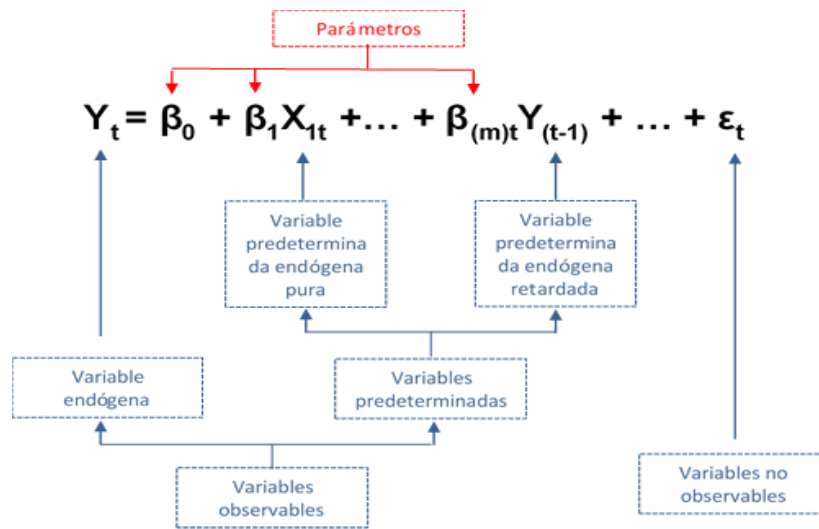 Parámetros
Yt = β0 + β1X1t +... + β(m)tY(t-1) + ... + εt
Variable
predetermina
da endógena
pura
Variable
predetermina
da endógena
retardada
Variable
endógena
Variables
predeterminadas
Variables
observables
Variables no
observables